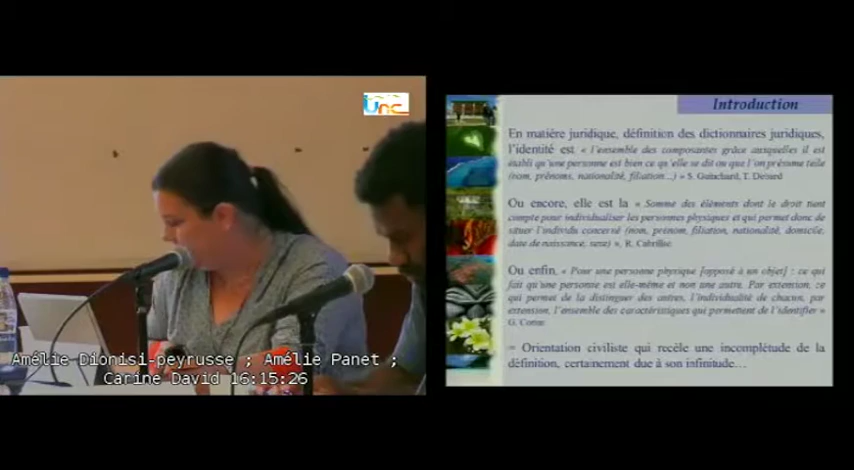 unc
Amélie Dionisi-peyrusse ; Amélie Panet ;
Carine David 16:15:26
Introduction
En matière juridique, définition des dictionnaires juridiques,
l'identité est « l'ensemble des composantes grâce auxquelles il est
établi qu'une personne est bien ce qu'elle se dit ou que l'on présume telle
(nom, prénoms, nationalité, filiation...) » S. Guinchard, T. Debard
Ou encore, elle est la « Somme des éléments dont le droit tient
compte pour individualiser les personnes physiques et qui permet donc de
situer l'individu concerné (nom, prénom, filiation, nationalité, domicile,
date de naissance, sexe) », R. Cabrillac
Ou enfin, « Pour une personne physique [opposé à un objet] : ce qui
fait qu'une personne est elle-même et non une autre. Par extension, ce
qui permet de la distinguer des autres, l'individualité de chacun, par
extension, l'ensemble des caractéristiques qui permettent de l'identifier »
G. Cornu
= Orientation civiliste qui recèle une incomplétude de la
définition, certainement due à son infinitude…